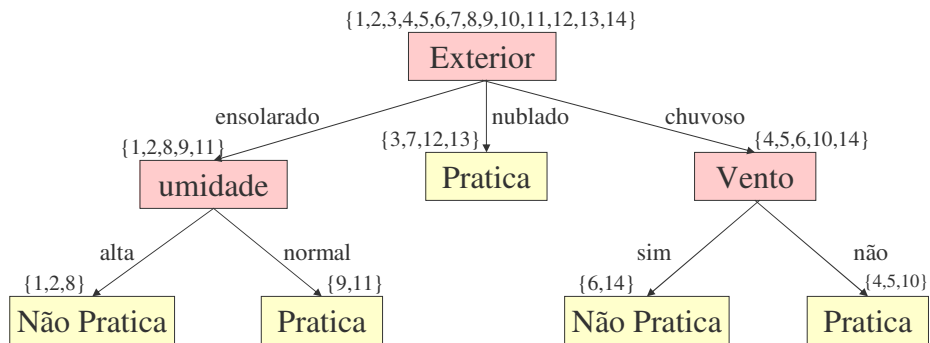 {1,2,3,4,5,6,7,8,9,10,11,12,13,14}
Exterior
ensolarado
nublado
chuvoso
{1,2,8,9,11}
{3,7,12,13}
{4,5,6,10,14}
umidade
Pratica
Vento
alta
normal
sim
não
{1,2,8}
{9,11}
{6,14}
{4,5,10}
Não Pratica
Pratica
Não Pratica
Pratica